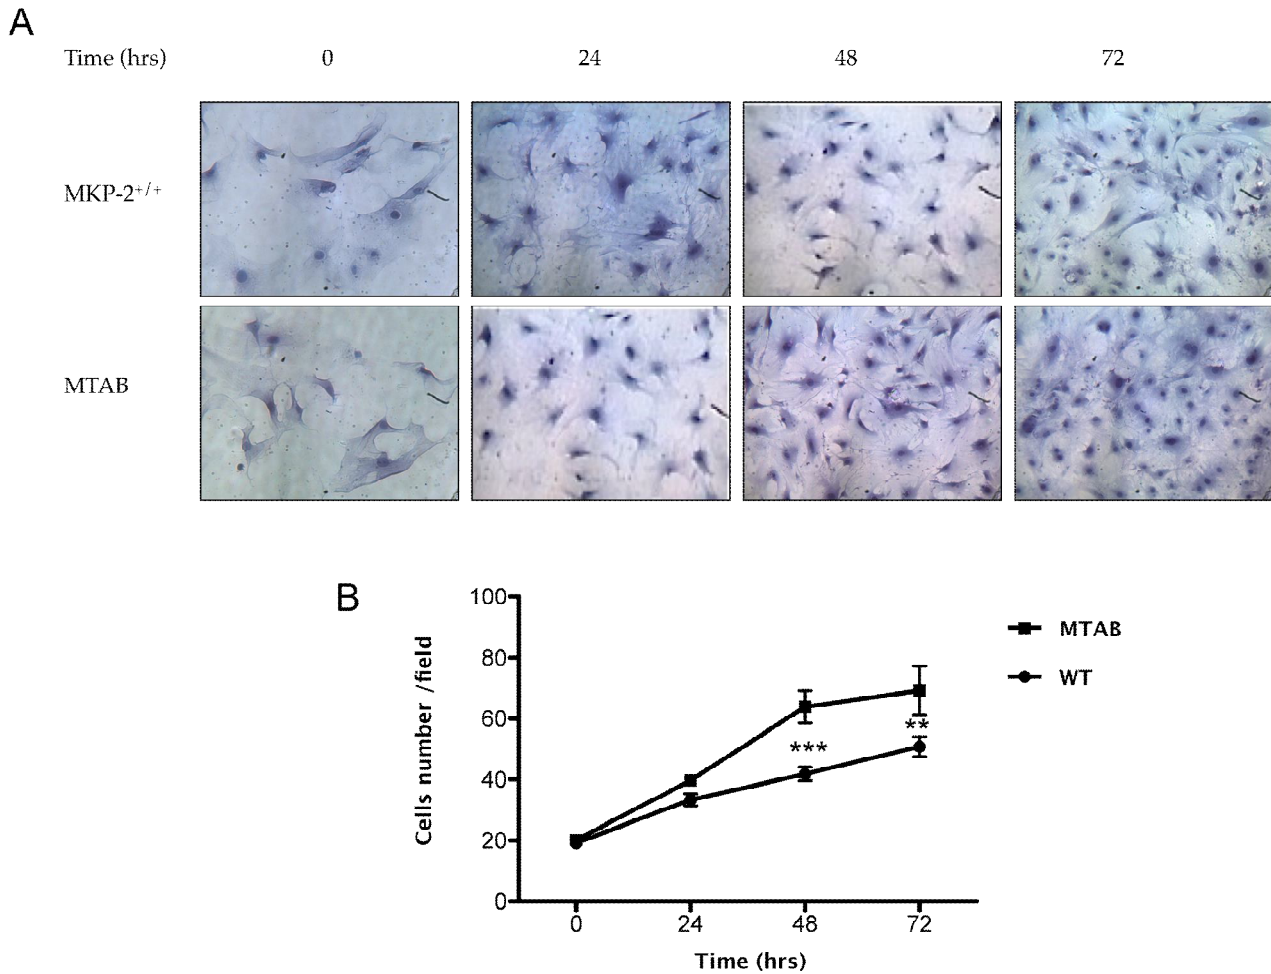 A
Time (hrs) 0 24 48 72
MKP-2+/+
MTAB
B
100
80
60
40
20
0
Cells number /field
***
**
0 24 48 72
Time (hrs)
MTAB
WT